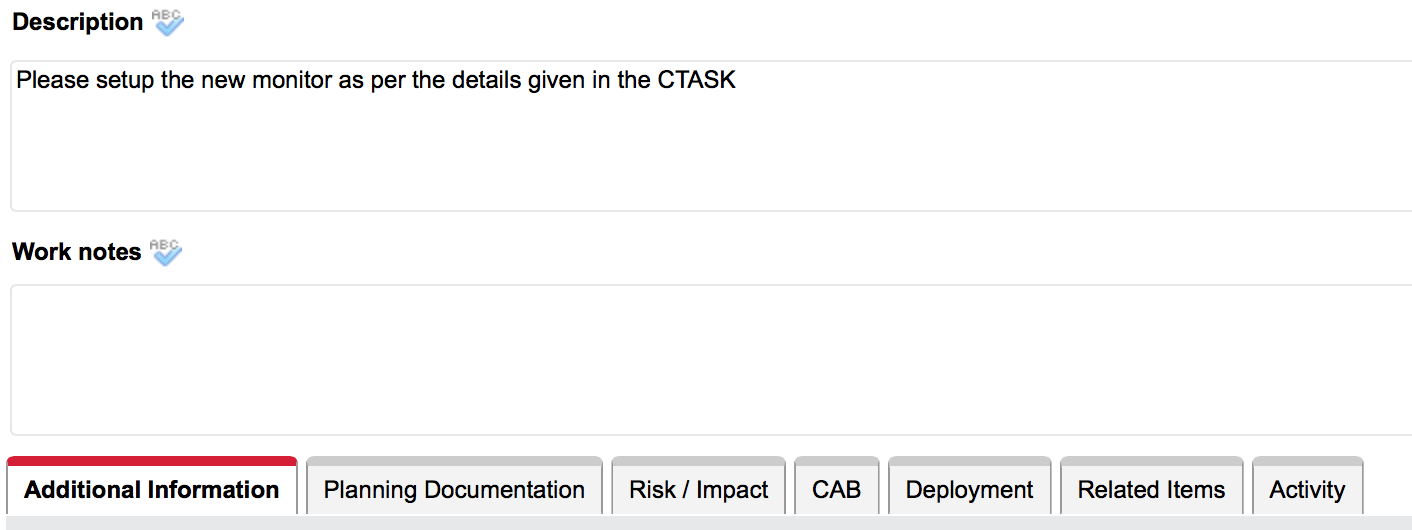 Description ABC
Please setup the new monitor as per the details given in the CTASK
Work notes ABC
Additional Information Planning Documentation Risk / Impact CAB Deployment Related Items Activity